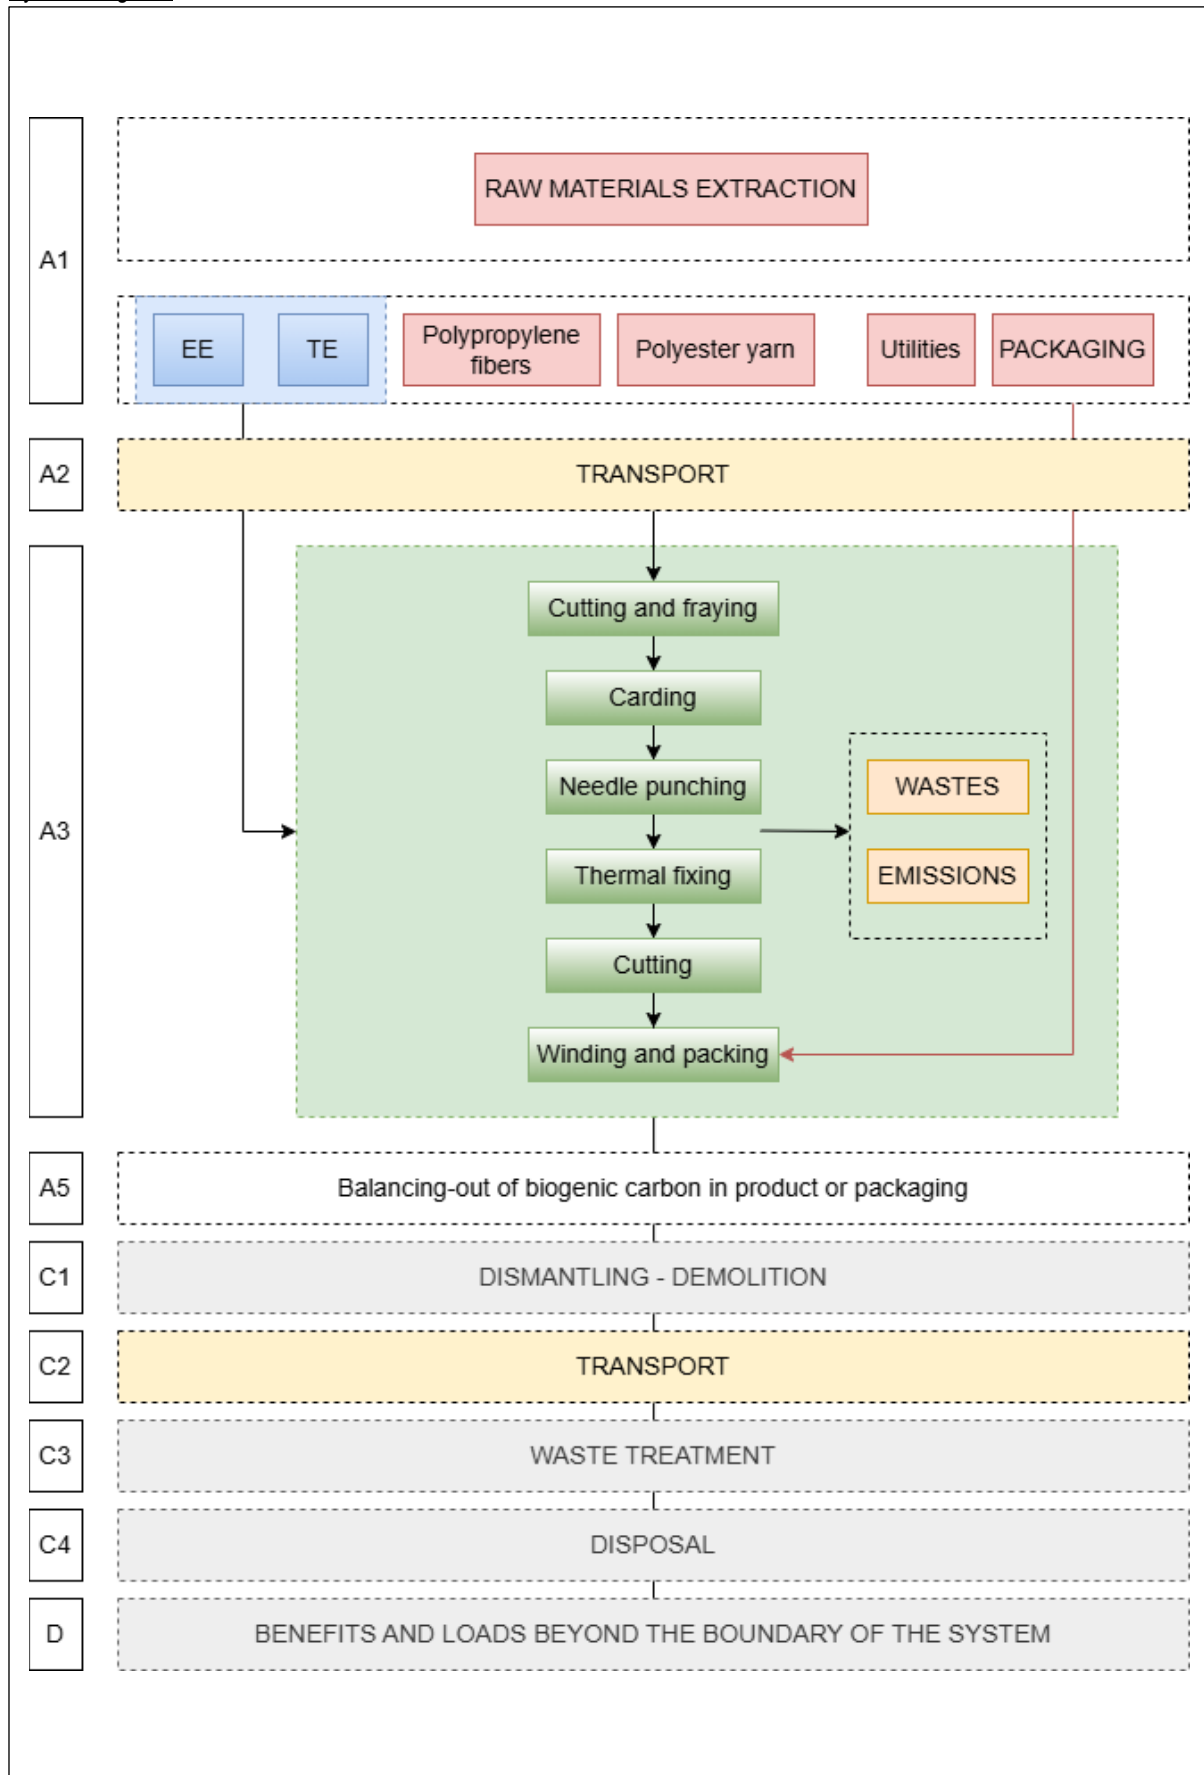 A1
RAW MATERIALS EXTRACTION
EE
TE
Polypropylene
fibers
Polyester yarn
Utilities
PACKAGING
A2
TRANSPORT
A3
Cutting and fraying
Carding
Needle punching
WASTES
Thermal fixing
EMISSIONS
Cutting
Winding and packing
A5
Balancing-out of biogenic carbon in product or packaging
C1
DISMANTLING - DEMOLITION
C2
TRANSPORT
C3
WASTE TREATMENT
C4
DISPOSAL
D
BENEFITS AND LOADS BEYOND THE BOUNDARY OF THE SYSTEM